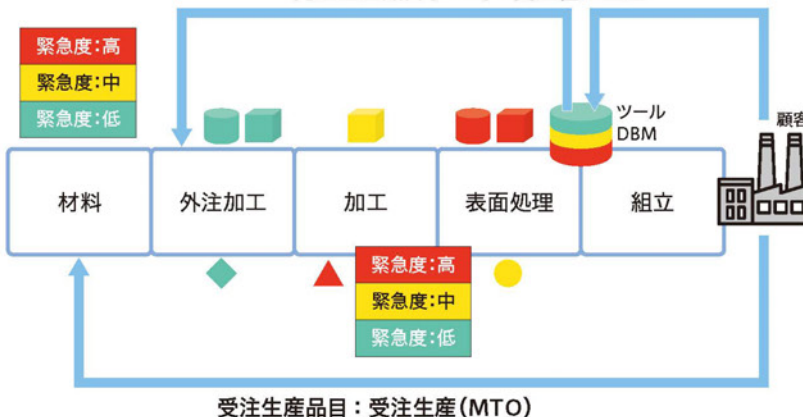 緊急度：高
緊急度：中
緊急度：低
ツール
DBM
顧客
材料
外注加工
加工
表面処理
組立
緊急度：高
緊急度：中
緊急度：低
受注生産品目：受注生産（MTO）